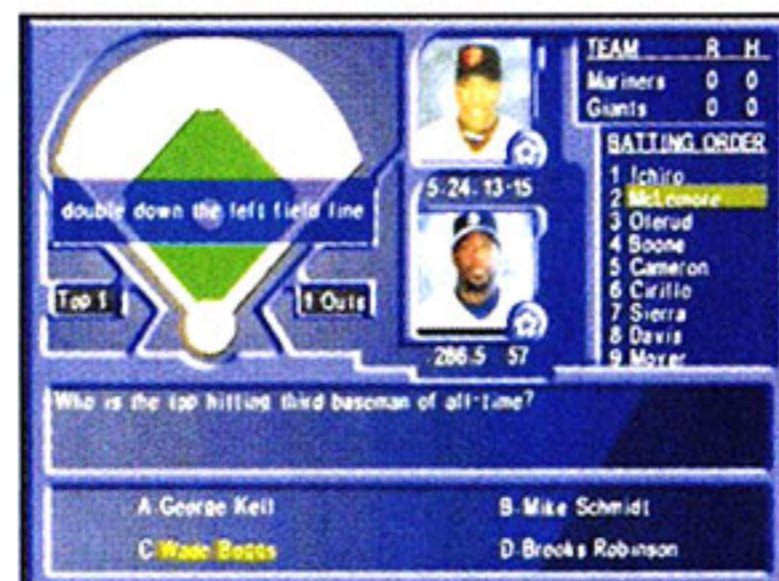 TEAM R H
Mariners 0 0
Giants 0 0
BATTING ORDER
1 Ichiro
2 McLemore
3 Olerud
4 Boone
5 Cameron
6 Cirillo
7 Sierra
8 Davis
9 Moyer
5-24, 13-15
.286, 5 57
double down the left field line
Top 1
1 Outs
Who is the top hitting third baseman of all-time?
A. George Kell
B. Mike Schmidt
C. Wade Boggs
D. Brooks Robinson